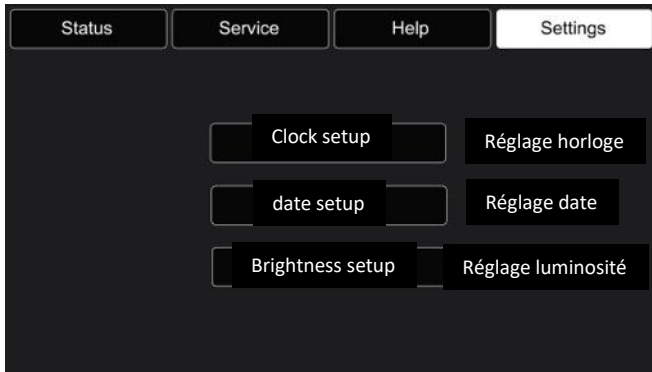 Status Service Help Settings
Clock setup Réglage horloge
date setup Réglage date
Brightness setup Réglage luminosité